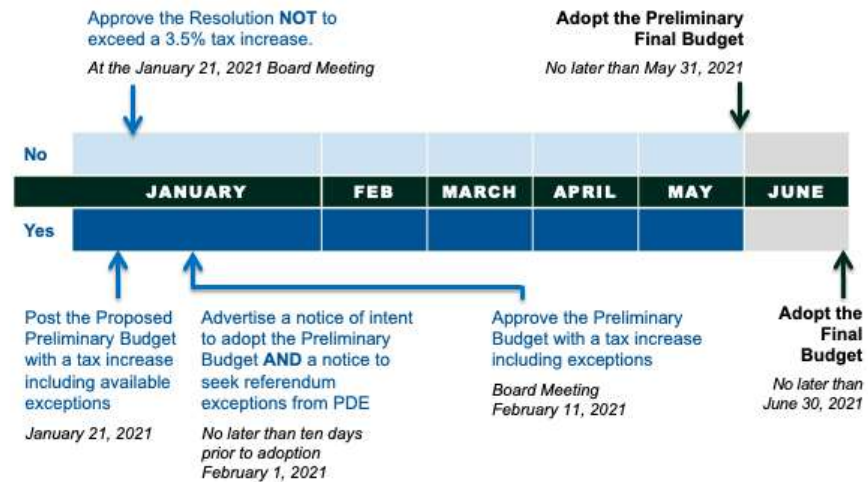 Approve the Resolution NOT to
exceed a 3.5% tax increase.
At the January 21, 2021 Board Meeting
Adopt the Preliminary
Final Budget
No later than May 31, 2021
No
JANUARY FEB MARCH APRIL MAY JUNE
Yes
Post the Proposed
Preliminary Budget
with a tax increase
including available
exceptions
January 21, 2021
Advertise a notice of intent
to adopt the Preliminary
Budget AND a notice to
seek referendum
exceptions from PDE
No later than ten days
prior to adoption
February 1, 2021
Approve the Preliminary
Budget with a tax increase
including exceptions
Board Meeting
February 11, 2021
Adopt the
Final
Budget
No later than
June 30, 2021